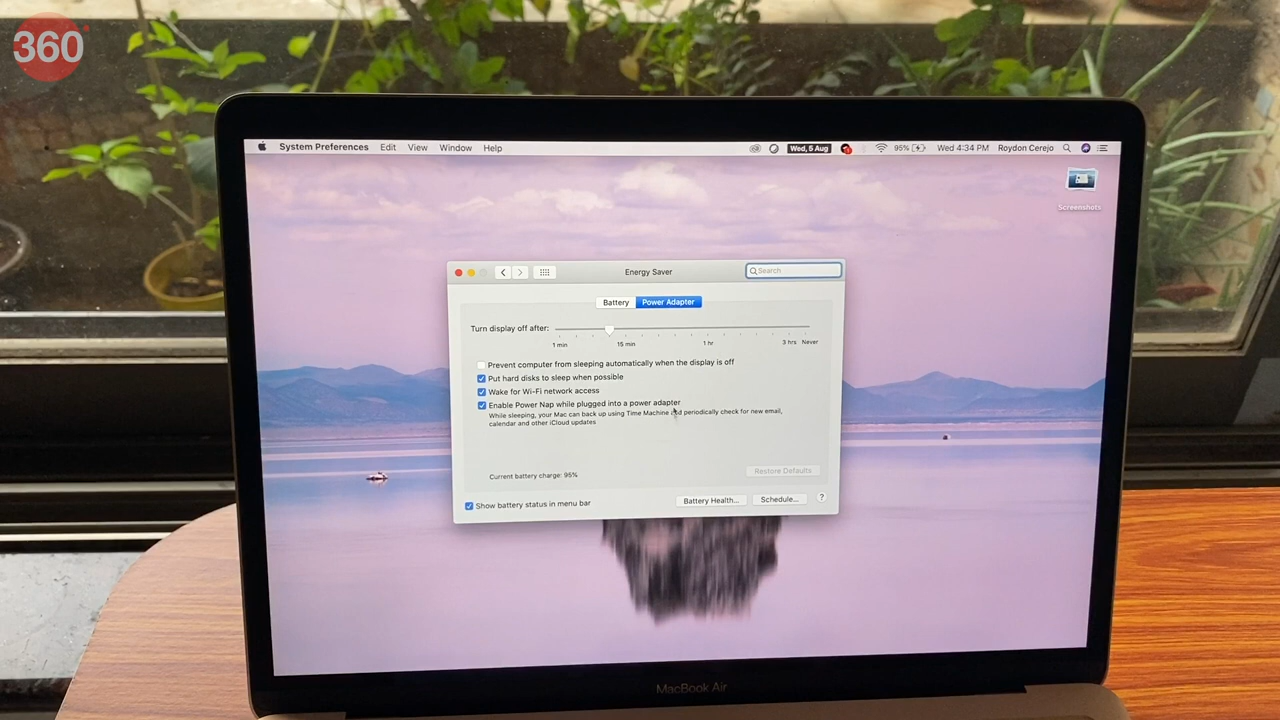 360°
System Preferences Edit View Window Help Wed, 5 Aug 95% Wed 4:34 PM Roydon Cerejo
Screenshots
Energy Saver Search
Battery Power Adapter
Turn display off after:
1 min 15 min 1 hr 3 hrs Never
Prevent computer from sleeping automatically when the display is off
Put hard disks to sleep when possible
Wake for Wi-Fi network access
Enable Power Nap while plugged into a power adapter
While sleeping, your Mac can back up using Time Machine and periodically check for new email,
calendar and other iCloud updates
Current battery charge: 95% Restore Defaults
Show battery status in menu bar Battery Health... Schedule... ?
MacBook Air